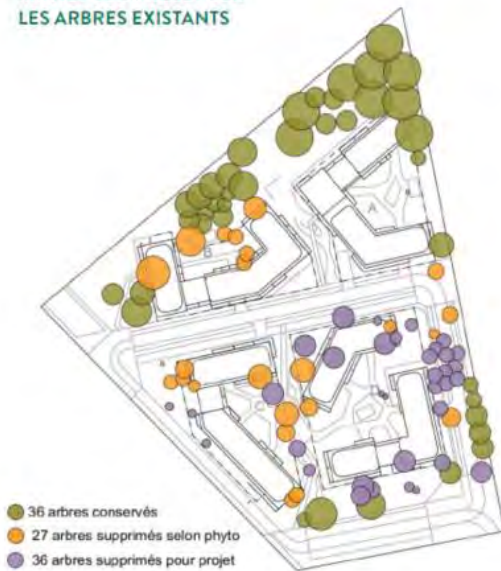 LES ARBRES EXISTANTS
A
36 arbres conservés
27 arbres supprimés selon phyto
36 arbres supprimés pour projet